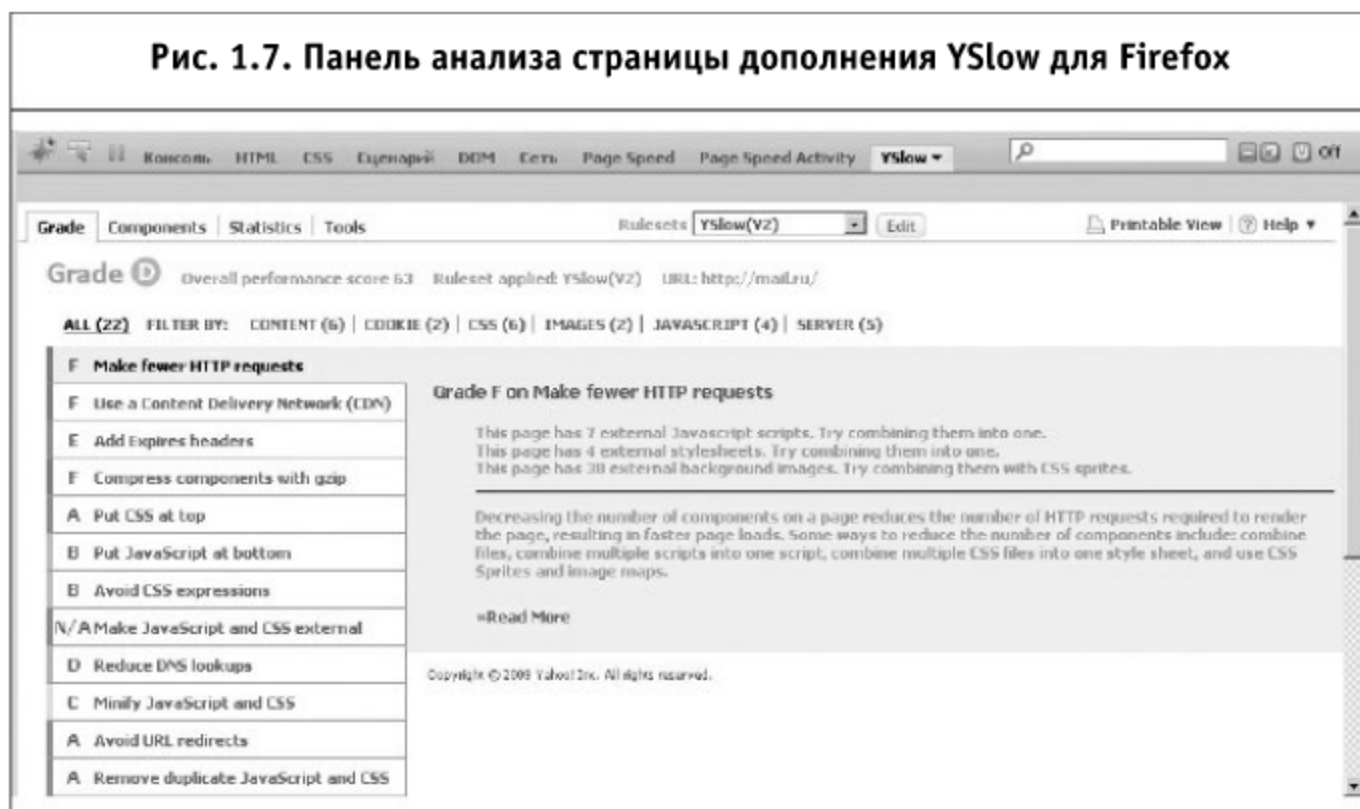 Рис. 1.7. Панель анализа страницы дополнения YSlow для Firefox
Консоль HTML CSS Сценарий DOM Сеть Page Speed Page Speed Activity YSlow Off
Grade Components Statistics Tools Rulesets YSlow(V2) Edit Printable View Help
Grade D Overall performance score 63 Ruleset applied: YSlow(V2) URL: http://mail.ru/
ALL (22) FILTER BY: CONTENT (6) COOKIE (2) CSS (6) IMAGES (2) JAVASCRIPT (4) SERVER (5)
F Make fewer HTTP requests
F Use a Content Delivery Network (CDN)
E Add Expires headers
F Compress components with gzip
A Put CSS at top
B Put JavaScript at bottom
B Avoid CSS expressions
N/A Make JavaScript and CSS external
D Reduce DNS lookups
C Minify JavaScript and CSS
A Avoid URL redirects
A Remove duplicate JavaScript and CSS
Grade F on Make fewer HTTP requests
This page has 7 external Javascript scripts. Try combining them into one.
This page has 4 external stylesheets. Try combining them into one.
This page has external background images. Try combining them with CSS sprites.
Decreasing the number of components on a page reduces the number of HTTP requests required to render
the page, resulting in faster page loads. Some ways to reduce the number of components include: combine
files, combine multiple scripts into one script, combine multiple CSS files into one style sheet, and use CSS
Sprites and image maps.
»Read More
Copyright © Yahoo! Inc. All rights reserved.